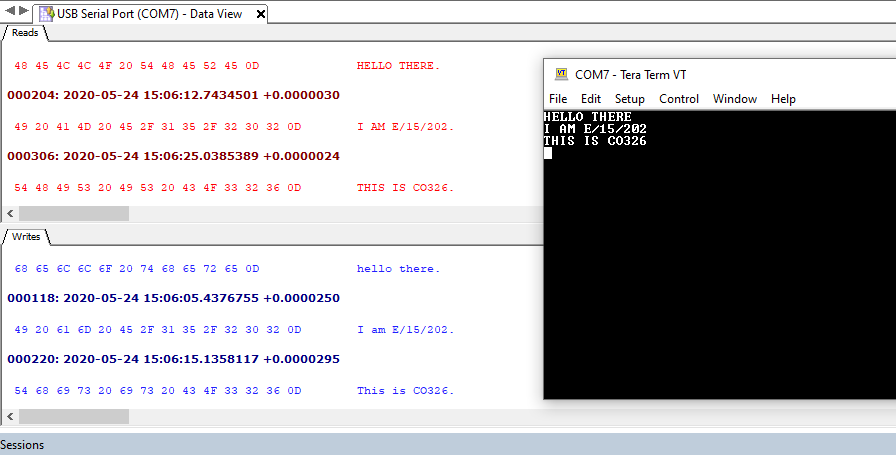 USB Serial Port (COM7) - Data View
Reads
48 45 4C 4C 4F 20 54 48 45 52 45 0D HELLO THERE.
000204: 2020-05-24 15:06:12.7434501 +0.0000030
49 20 41 4D 20 45 2F 31 35 2F 32 30 32 0D I AM E/15/202.
000306: 2020-05-24 15:06:25.0385389 +0.0000024
54 48 49 53 20 49 53 20 43 4F 33 32 36 0D THIS IS CO326.
Writes
68 65 6C 6C 6F 20 74 68 65 72 65 0D hello there.
000118: 2020-05-24 15:06:05.4376755 +0.0000250
49 20 61 6D 20 45 2F 31 35 2F 32 30 32 0D I am E/15/202.
000220: 2020-05-24 15:06:15.1358117 +0.0000295
54 68 69 73 20 69 73 20 43 4F 33 32 36 0D This is CO326.
Sessions
VT COM7 - Tera Term VT
File Edit Setup Control Window Help
HELLO THERE
I AM E/15/202
THIS IS CO326